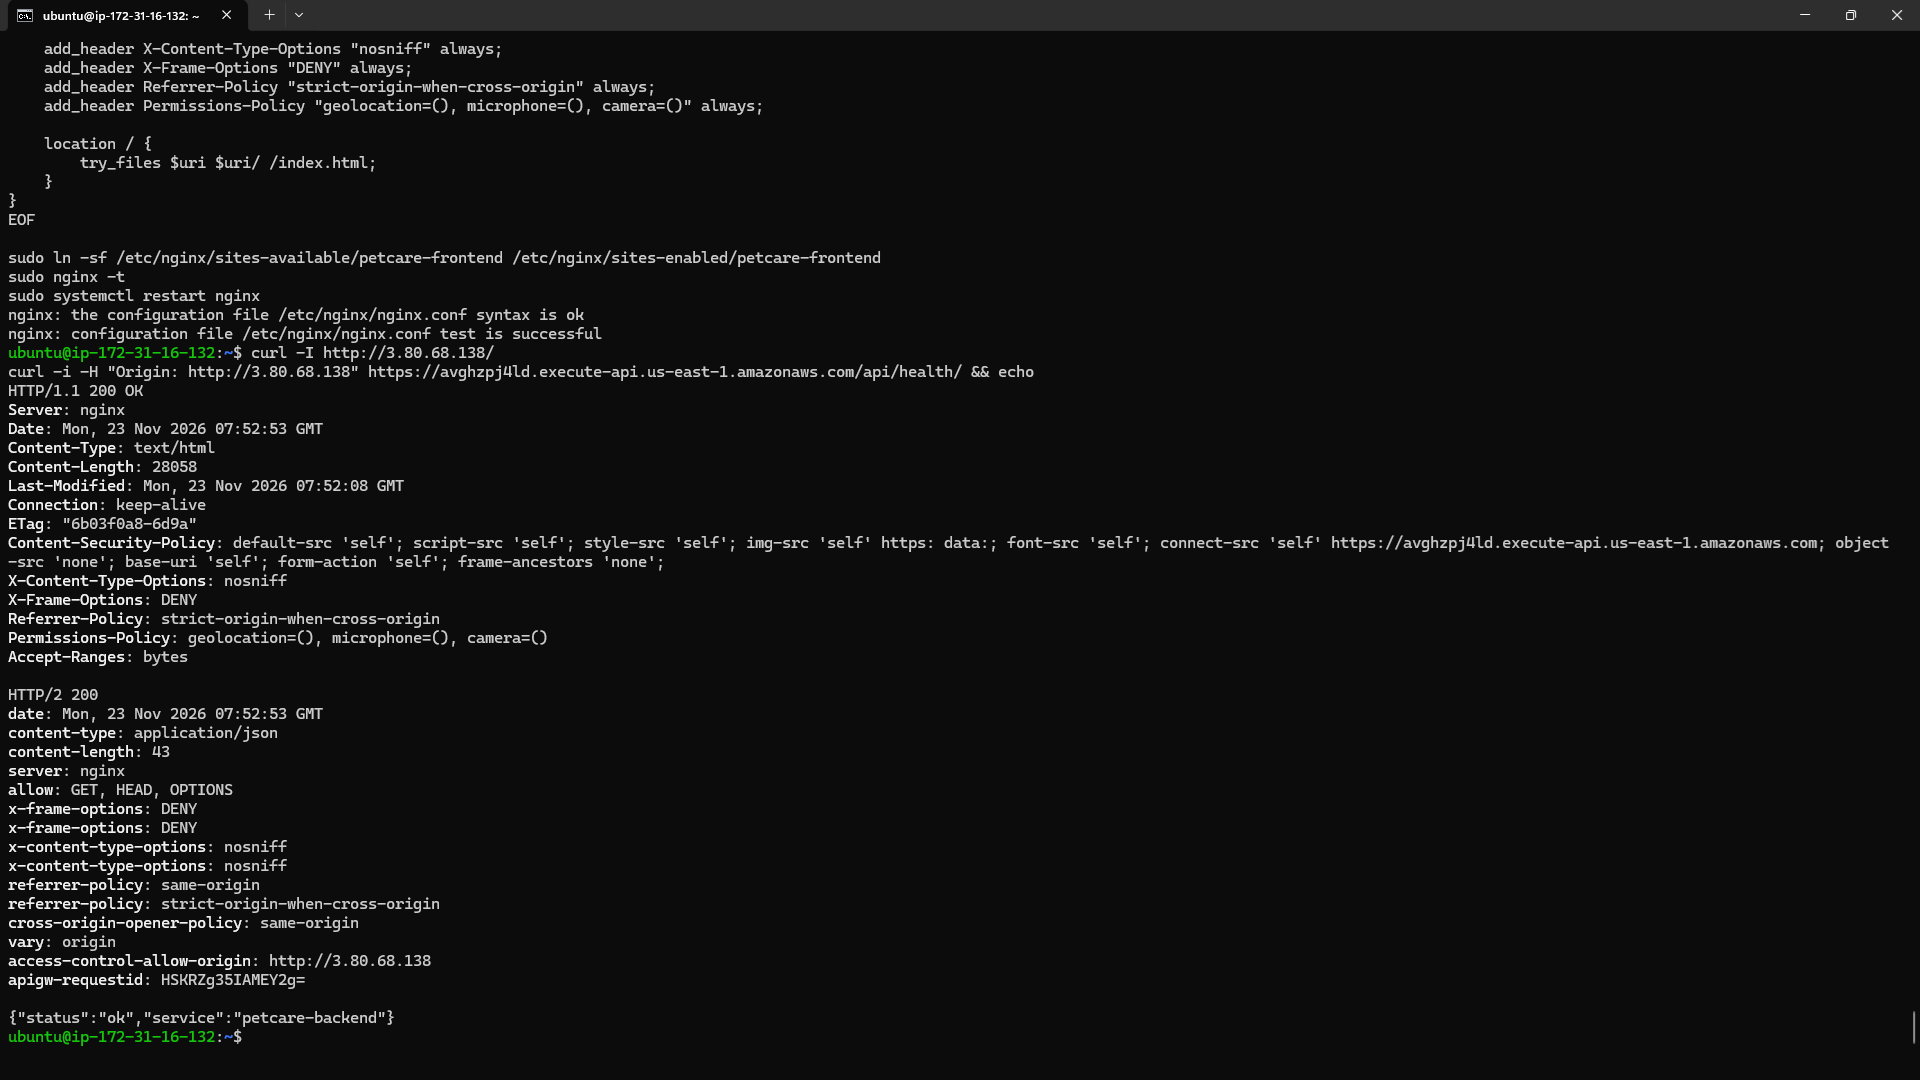 ubuntu@ip-172-31-16-132: ~
    add_header X-Content-Type-Options "nosniff" always;
    add_header X-Frame-Options "DENY" always;
    add_header Referrer-Policy "strict-origin-when-cross-origin" always;
    add_header Permissions-Policy "geolocation=(), microphone=(), camera=()" always;

    location / {
        try_files $uri $uri/ /index.html;
    }
}
EOF

sudo ln -sf /etc/nginx/sites-available/petcare-frontend /etc/nginx/sites-enabled/petcare-frontend
sudo nginx -t
sudo systemctl restart nginx
nginx: the configuration file /etc/nginx/nginx.conf syntax is ok
nginx: configuration file /etc/nginx/nginx.conf test is successful
ubuntu@ip-172-31-16-132:~$ curl -I http://3.80.68.138/
curl -i -H "Origin: http://3.80.68.138" https://avghzpj4ld.execute-api.us-east-1.amazonaws.com/api/health/ && echo
HTTP/1.1 200 OK
Server: nginx
Date: Mon, 23 Nov 2026 07:52:53 GMT
Content-Type: text/html
Content-Length: 28058
Last-Modified: Mon, 23 Nov 2026 07:52:08 GMT
Connection: keep-alive
ETag: "6b03f0a8-6d9a"
Content-Security-Policy: default-src 'self'; script-src 'self'; style-src 'self'; img-src 'self' https: data:; font-src 'self'; connect-src 'self' https://avghzpj4ld.execute-api.us-east-1.amazonaws.com; object
-src 'none'; base-uri 'self'; form-action 'self'; frame-ancestors 'none';
X-Content-Type-Options: nosniff
X-Frame-Options: DENY
Referrer-Policy: strict-origin-when-cross-origin
Permissions-Policy: geolocation=(), microphone=(), camera=()
Accept-Ranges: bytes

HTTP/2 200
date: Mon, 23 Nov 2026 07:52:53 GMT
content-type: application/json
content-length: 43
server: nginx
allow: GET, HEAD, OPTIONS
x-frame-options: DENY
x-frame-options: DENY
x-content-type-options: nosniff
x-content-type-options: nosniff
referrer-policy: same-origin
referrer-policy: strict-origin-when-cross-origin
cross-origin-opener-policy: same-origin
vary: origin
access-control-allow-origin: http://3.80.68.138
apigw-requestid: HSKRZg35IAMEY2g=

{"status":"ok","service":"petcare-backend"}
ubuntu@ip-172-31-16-132:~$